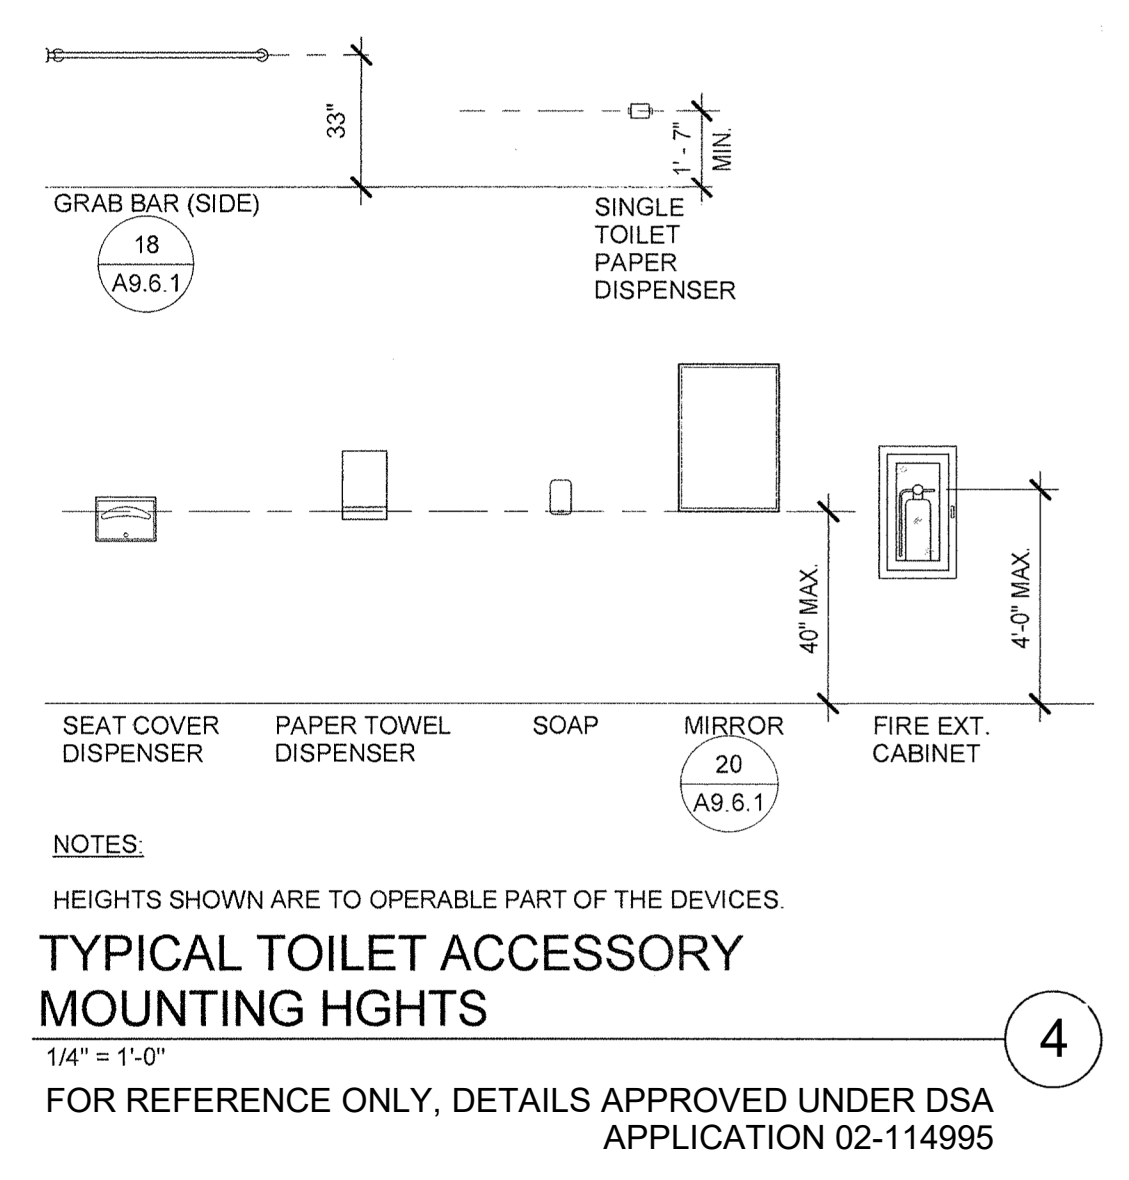 33"
1' - 7"
MIN.
GRAB BAR (SIDE)
18
A9.6.1
SINGLE
TOILET
PAPER
DISPENSER
40" MAX.
4'-0" MAX.
SEAT COVER
DISPENSER
PAPER TOWEL
DISPENSER
SOAP
MIRROR
20
A9.6.1
FIRE EXT.
CABINET
NOTES:
HEIGHTS SHOWN ARE TO OPERABLE PART OF THE DEVICES.
TYPICAL TOILET ACCESSORY
MOUNTING HGHTS
4
1/4" = 1'-0"
FOR REFERENCE ONLY, DETAILS APPROVED UNDER DSA
APPLICATION 02-114995